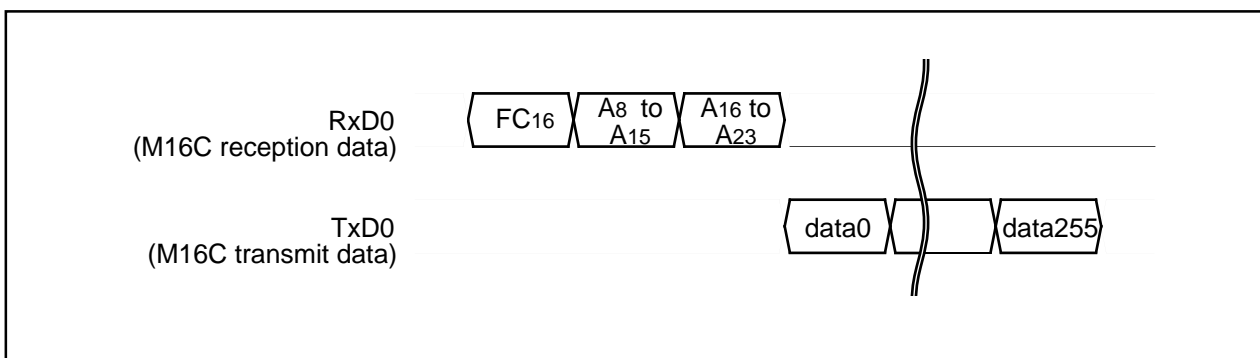 RxD0
(M16C reception data)
FC16
A8 to
A15
A16 to
A23
TxD0
(M16C transmit data)
data0
data255